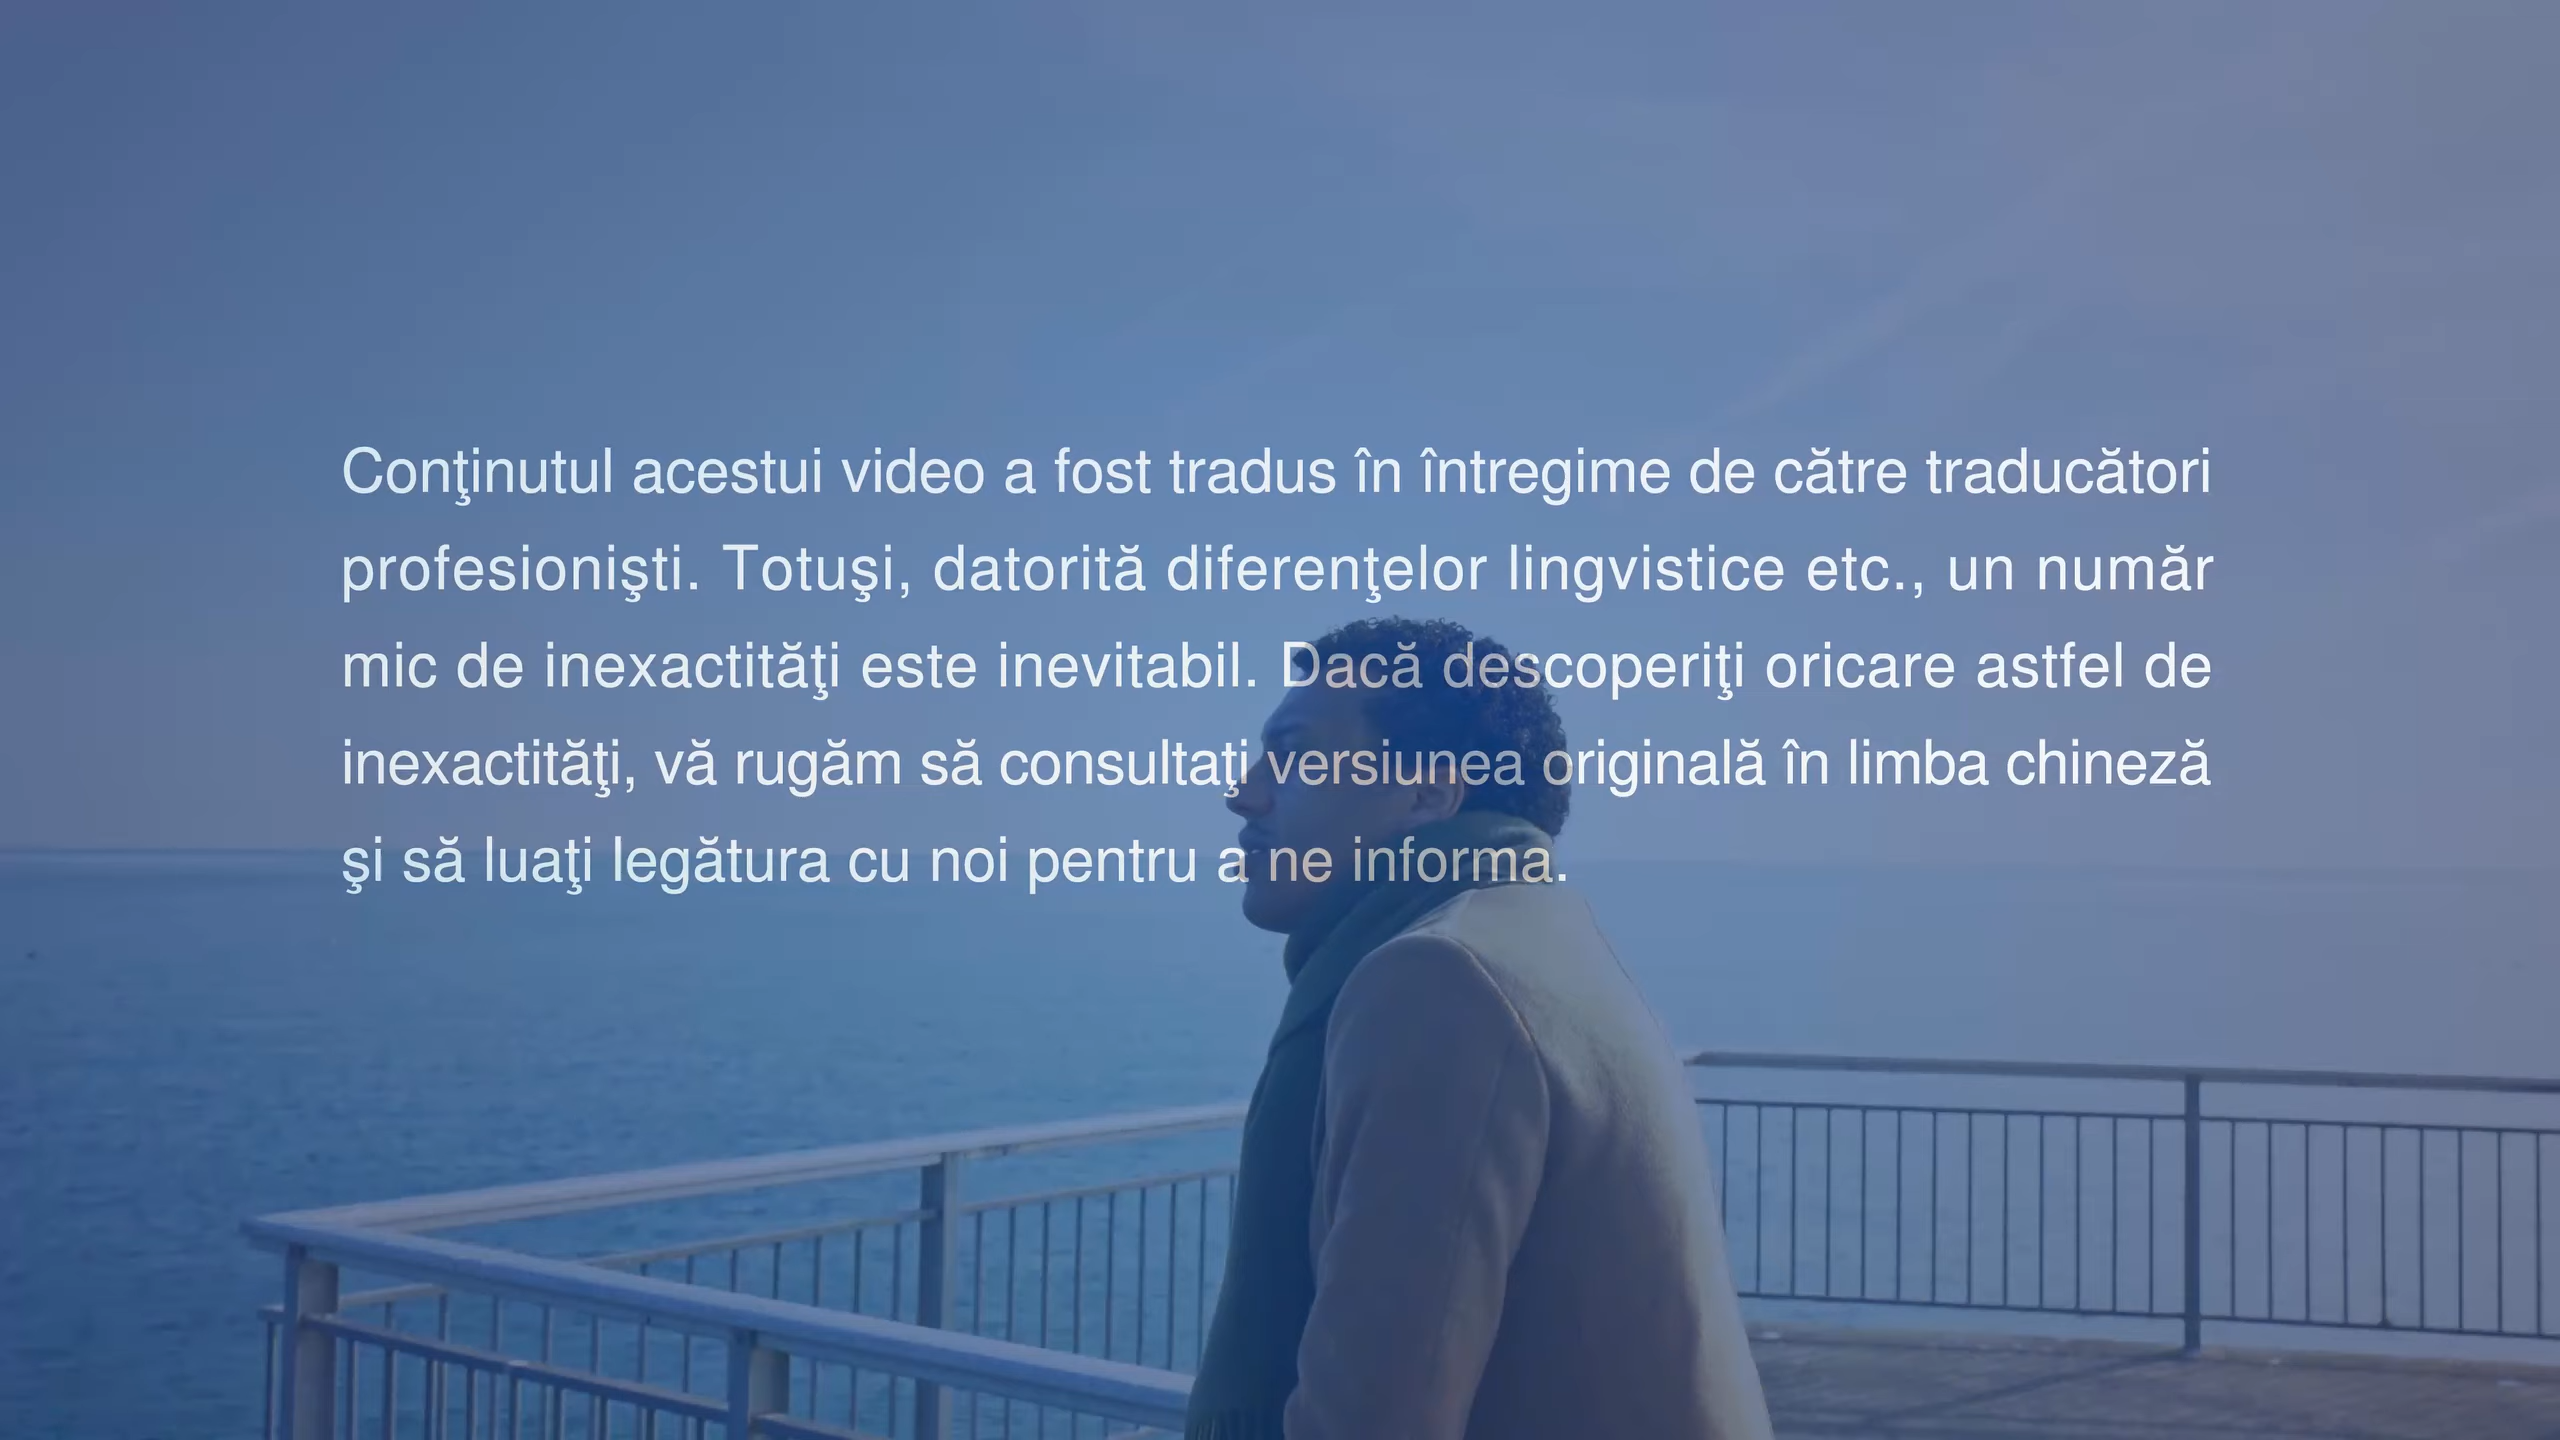 Conţinutul acestui video a fost tradus în întregime de către traducători
profesionişti. Totuşi, datorită diferenţelor lingvistice etc., un număr
mic de inexactităţi este inevitabil. Dacă descoperiţi oricare astfel de
inexactităţi, vă rugăm să consultaţi versiunea originală în limba chineză
şi să luaţi legătura cu noi pentru a ne informa.